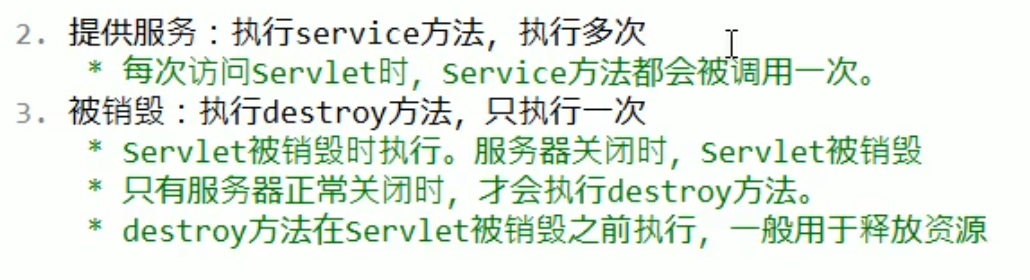 2. 提供服务：执行service方法，执行多次
* 每次访问Servlet时，Service方法都会被调用一次。
3. 被销毁：执行destroy方法，只执行一次
* Servlet被销毁时执行。服务器关闭时，Servlet被销毁
* 只有服务器正常关闭时，才会执行destroy方法。
* destroy方法在Servlet被销毁之前执行，一般用于释放资源